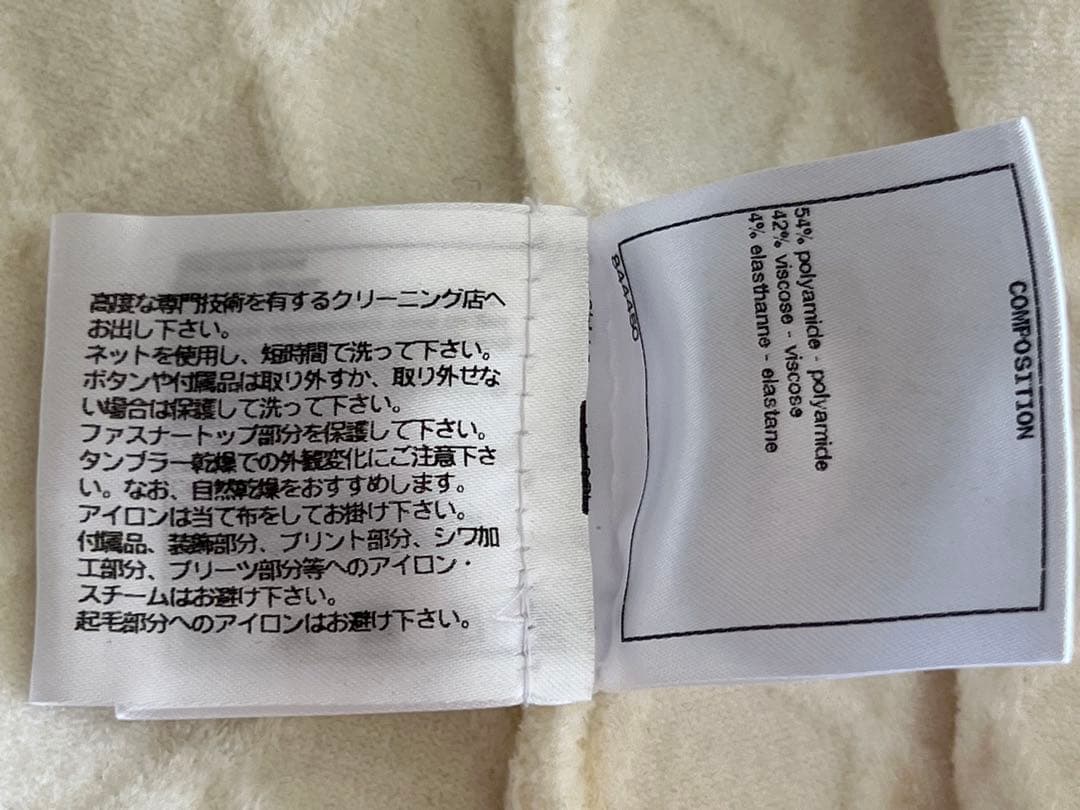 高度な専門技術を有するクリーニング店へ
お出し下さい。
ネットを使用し、短時間で洗って下さい。
ボタンや付属品は取り外すか、取り外せな
い場合は保護して洗って下さい。
ファスナートップ部分を保護して下さい。
タンブラー乾燥での外観変化にご注意下さ
い。なお、自然乾燥をおすすめします。
アイロンは当て布をしてお掛け下さい。
付属品、装飾部分、プリント部分、シワ加
工部分、プリーツ部分等へのアイロン・
スチームはお避け下さい。
起毛部分へのアイロンはお避け下さい。
COMPOSITION
54% polyamide - polyamide
42% viscose - viscose
4% elasthanne - elastane
844460